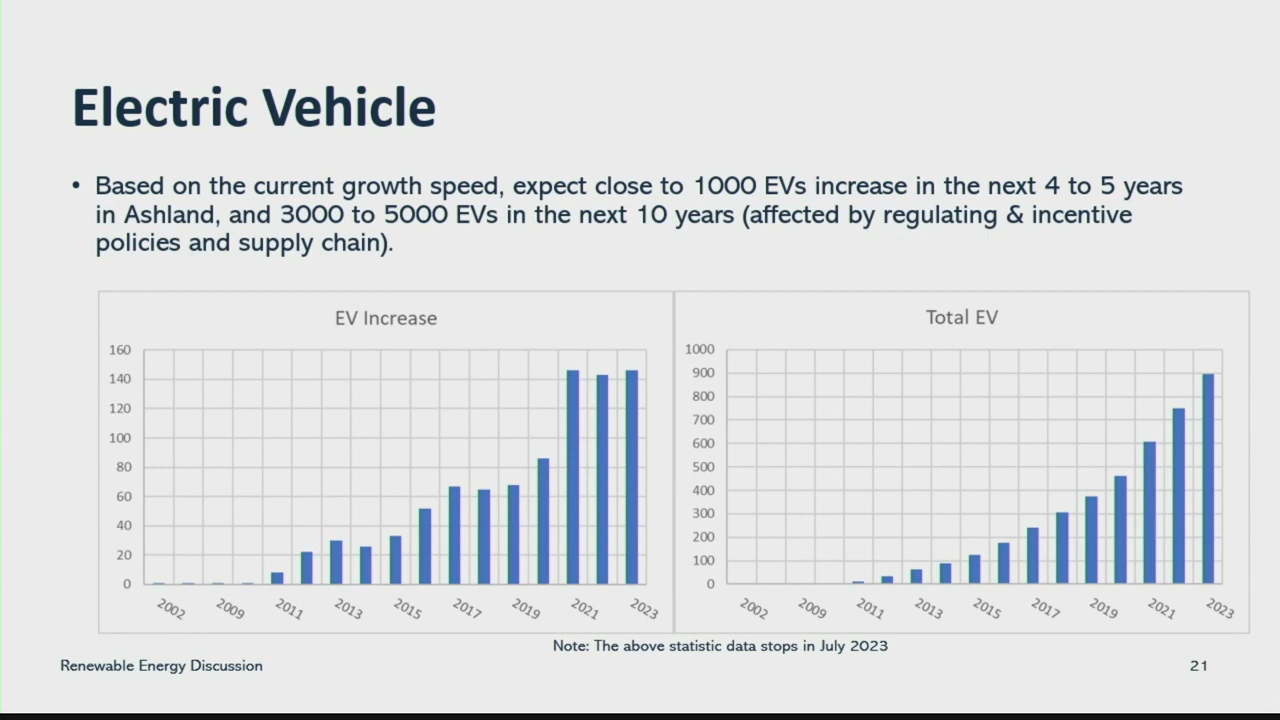 Electric Vehicle
• Based on the current growth speed, expect close to 1000 EVs increase in the next 4 to 5 years
in Ashland, and 3000 to 5000 EVs in the next 10 years (affected by regulating & incentive
policies and supply chain).
EV Increase
160
140
120
100
80
60
40
20
0
2002 2009 2011 2013 2015 2017 2019 2021 2023
Total EV
1000
900
800
700
600
500
400
300
200
100
0
2002 2009 2011 2013 2015 2017 2019 2021 2023
Note: The above statistic data stops in July 2023
Renewable Energy Discussion
21